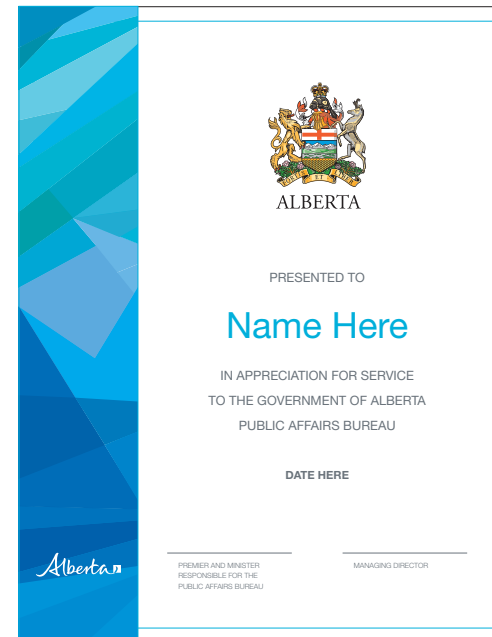 ALBERTA
PRESENTED TO
Name Here
IN APPRECIATION FOR SERVICE
TO THE GOVERNMENT OF ALBERTA
PUBLIC AFFAIRS BUREAU
DATE HERE
Alberta
PREMIER AND MINISTER
RESPONSIBLE FOR THE
PUBLIC AFFAIRS BUREAU
MANAGING DIRECTOR